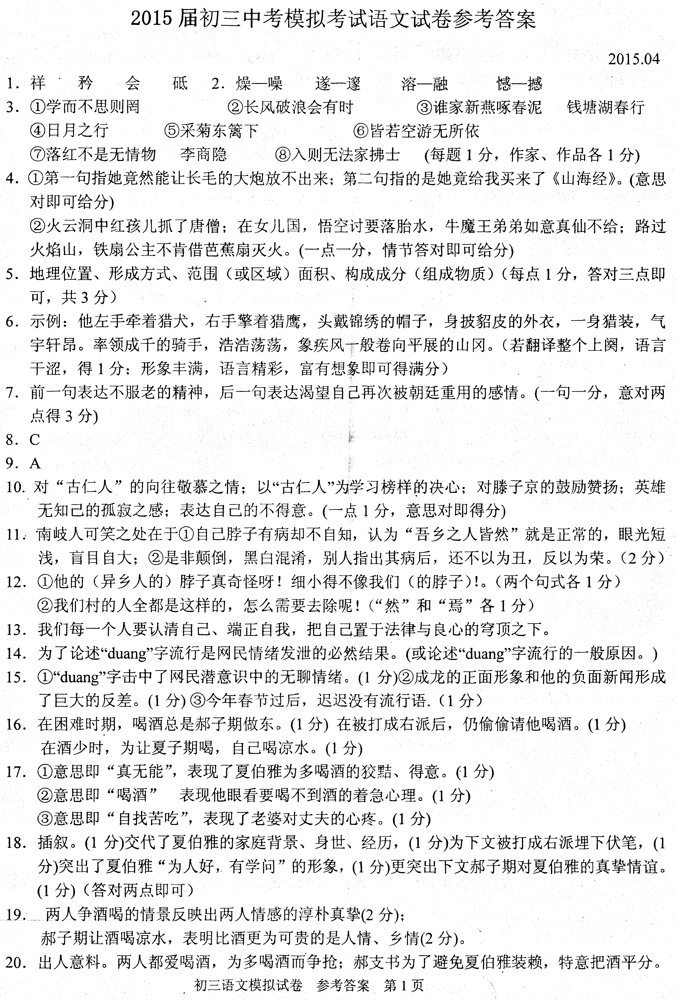 2015届初三中考模拟考试语文试卷参考答案
2015.04
1. 祥 矜 会 砥 2. 燥—噪 遂—邃 溶—融 憾—撼
3. ①学而不思则罔 ②长风破浪会有时 ③谁家新燕啄春泥 钱塘湖春行
④日月之行 ⑤采菊东篱下 ⑥皆若空游无所依
⑦落红不是无情物 李商隐 ⑧入则无法家拂士 (每题1分，作家、作品各1分)
4. ①第一句指她竟然能让长毛的大炮放不出来；第二句指的是她竟给我买来了《山海经》。(意思
对即可给分)
②火云洞中红孩儿抓了唐僧；在女儿国，悟空讨要落胎水，牛魔王弟弟如意真仙不给；路过
火焰山，铁扇公主不肯借芭蕉扇灭火。(一点一分，情节答对即可给分)
5. 地理位置、形成方式、范围（或区域）面积、构成成分（组成物质）（每点1分，答对三点即
可，共3分）
6. 示例：他左手牵着猎犬，右手擎着猎鹰，头戴锦绣的帽子，身披貂皮的外衣，一身猎装，气
宇轩昂。率领成千的骑手，浩浩荡荡，象疾风一般卷向平展的山冈。（若翻译整个上阕，语言
干涩，得1分；形象丰满，语言精彩，富有想象即可得满分）
7. 前一句表达不服老的精神，后一句表达渴望自己再次被朝廷重用的感情。(一句一分，意对两
点得3分)
8. C
9. A
10. 对“古仁人”的向往敬慕之情；以“古仁人”为学习榜样的决心；对滕子京的鼓励赞扬；英雄
无知己的孤寂之感；表达自己的不得意。(一点1分，意思对即得分)
11. 南岐人可笑之处在于①自己脖子有病却不自知，认为“吾乡之人皆然”就是正常的，眼光短
浅，盲目自大；②是非颠倒，黑白混淆，别人指出其病后，还不以为丑，反以为荣。（2分）
12. ①他的（异乡人的）脖子真奇怪呀！细小得不像我们（的脖子）!。（两个句式各1分）
②我们村的人全都是这样的，怎么需要去除呢！（“然”和“焉”各1分）
13. 我们每一个人要认清自己、端正自我，把自己置于法律与良心的穹顶之下。
14. 为了论述“duang”字流行是网民情绪发泄的必然结果。(或论述“duang”字流行的一般原因。)
15. ①“duang”字击中了网民潜意识中的无聊情绪。(1分)②成龙的正面形象和他的负面新闻形成
了巨大的反差。(1分)③今年春节过后，迟迟没有流行语.（1分）
16. 在困难时期，喝酒总是郝子期做东。(1分) 在被打成右派后，仍偷偷请他喝酒。(1分)
在酒少时，为让夏子期喝，自己喝凉水。(1分)
17. ①意思即“真无能”，表现了夏伯雅为多喝酒的狡黠、得意。(1分)
②意思即“喝酒” 表现他眼看要喝不到酒的着急心理。(1分)
③意思即“自找苦吃”，表现了老婆对丈夫的心疼。(1分)
18. 插叙。(1分)交代了夏伯雅的家庭背景、身世、经历，(1分)为下文被打成右派埋下伏笔，(1
分)突出了夏伯雅“为人好，有学问”的形象，(1分)更突出下文郝子期对夏伯雅的真挚情谊。
(1分)（答对两点即可）
19. 两人争酒喝的情景反映出两人情感的淳朴真挚(2分)；
郝子期让酒喝凉水，表明比酒更为可贵的是人情、乡情(2分)。
20. 出人意料。两人都爱喝酒，为多喝酒而争抢；郝支书为了避免夏伯雅装赖，特意把酒平分。
初三语文模拟试卷 参考答案 第1页